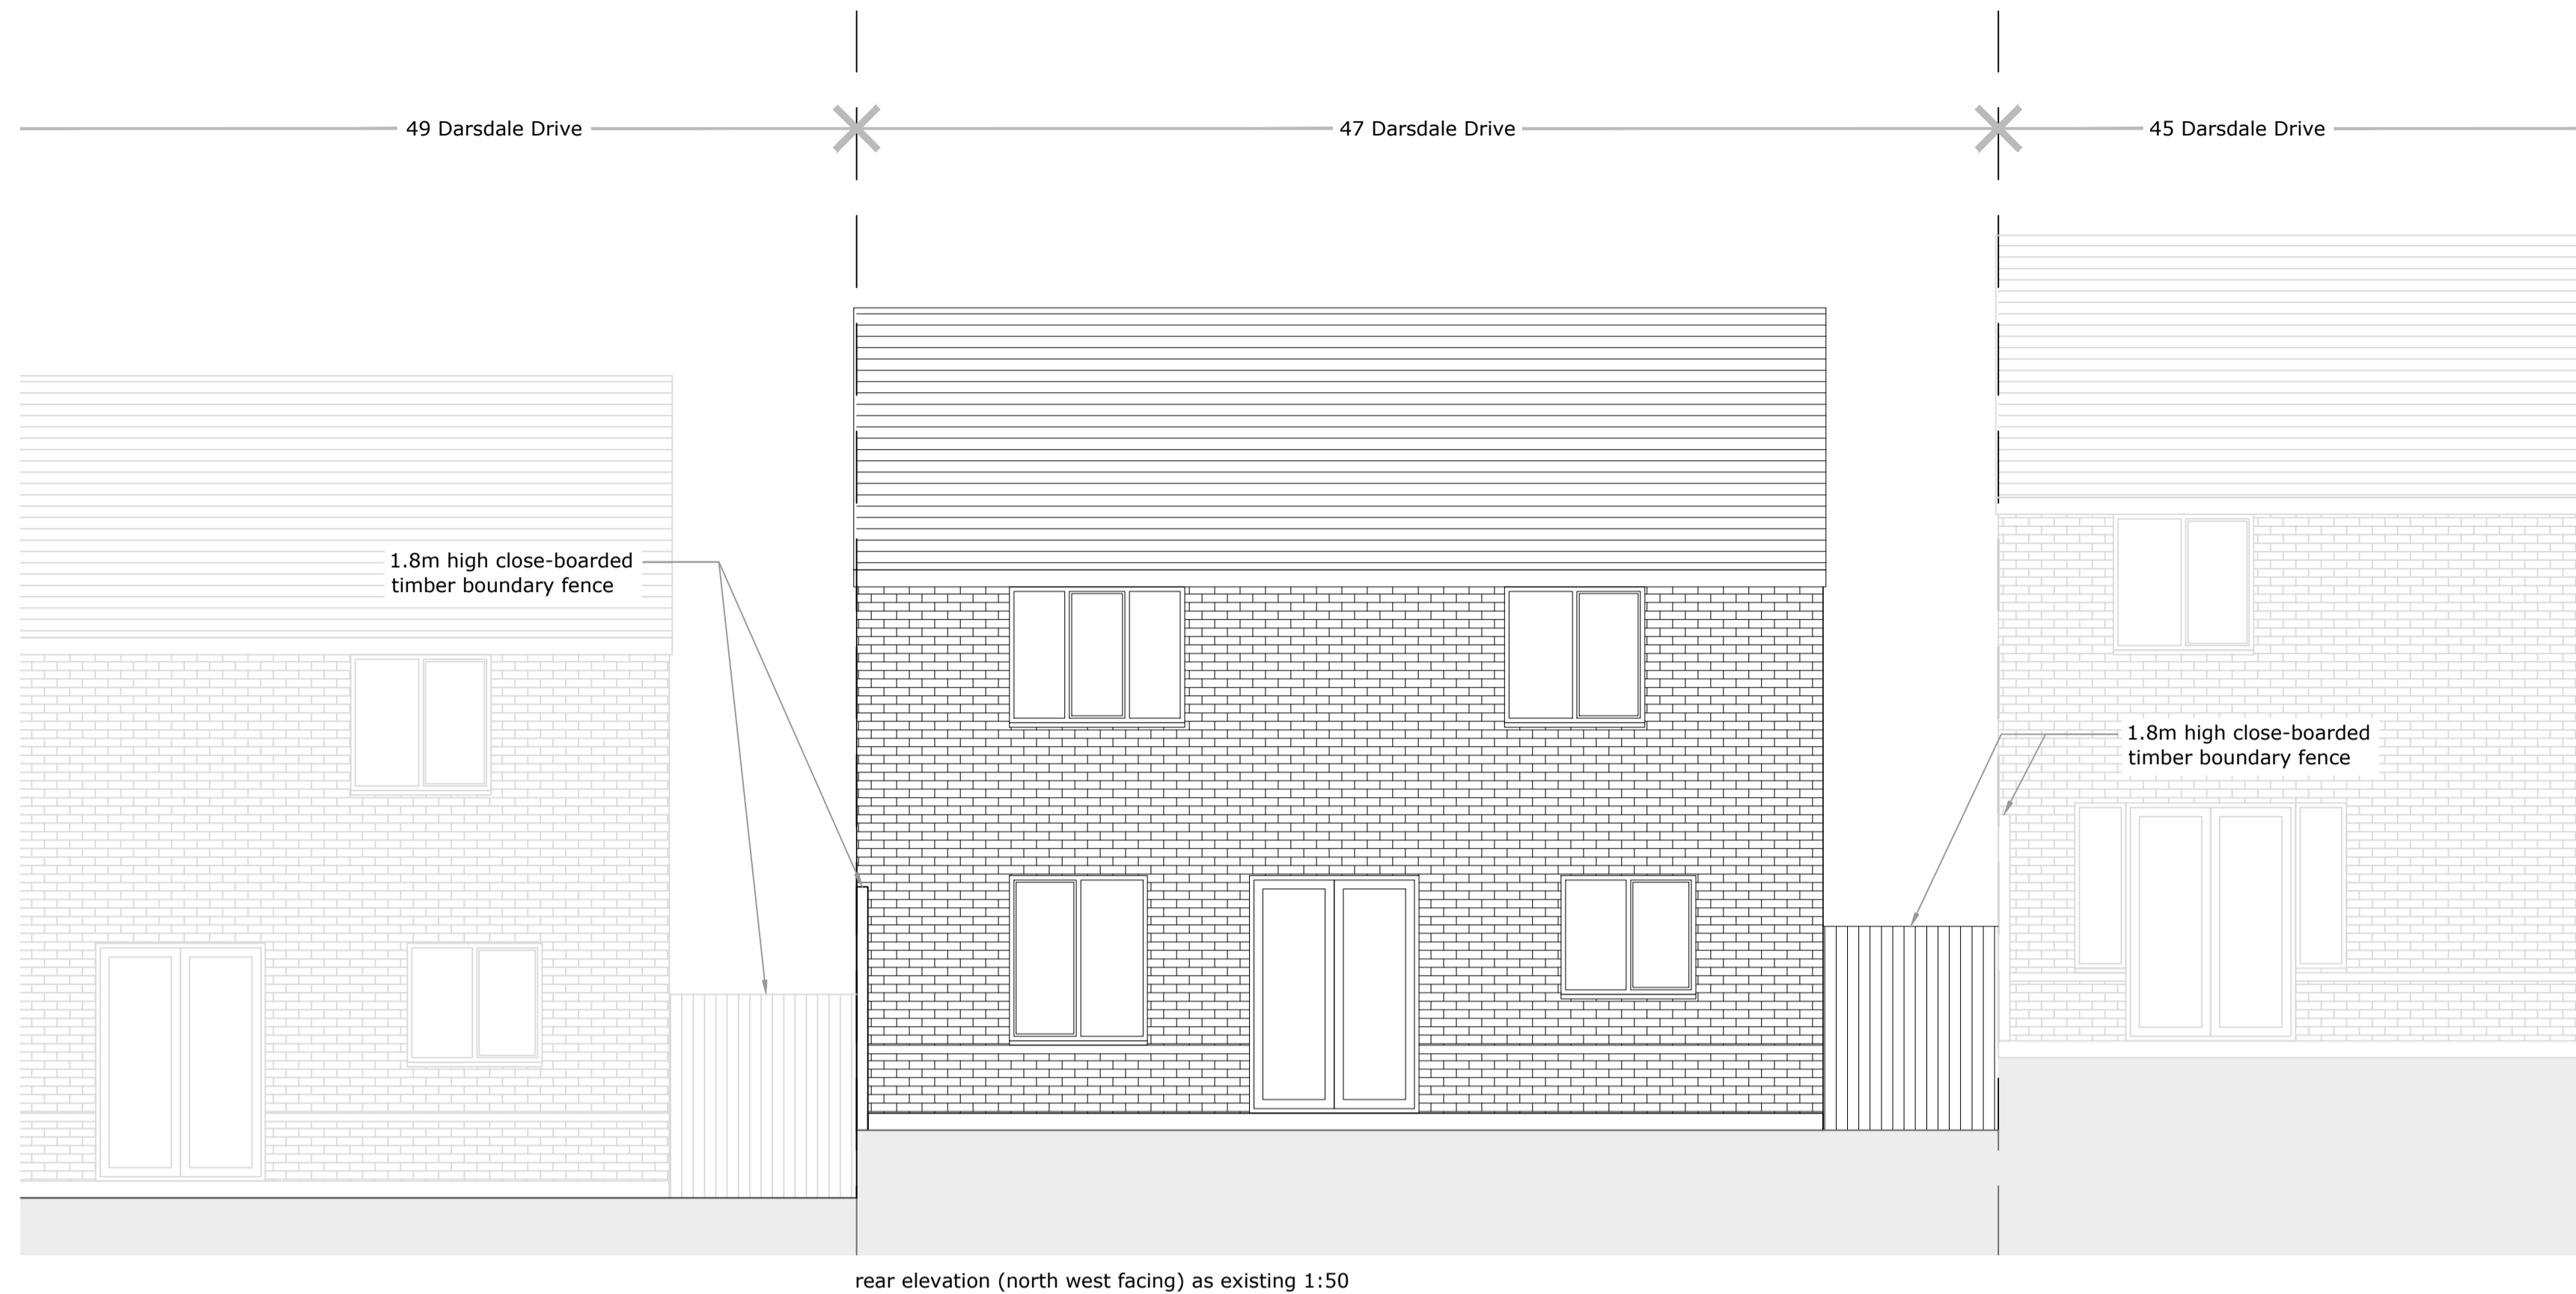 49 Darsdale Drive
47 Darsdale Drive
45 Darsdale Drive
1.8m high close-boarded
timber boundary fence
1.8m high close-boarded
timber boundary fence
rear elevation (north west facing) as existing 1:50